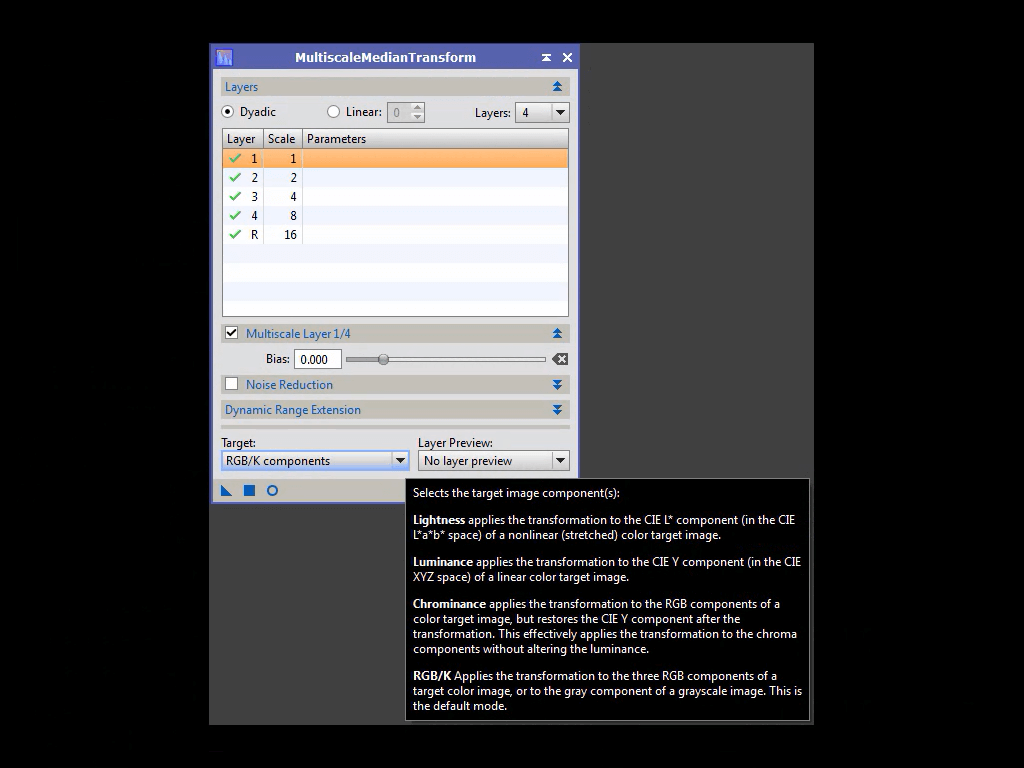 MultiscaleMedianTransform
Layers
Dyadic Linear: 0 Layers: 4
Layer Scale Parameters
1 1
2 2
3 4
4 8
R 16
Multiscale Layer 1/4
Bias: 0.000
Noise Reduction
Dynamic Range Extension
Target: Layer Preview:
RGB/K components No layer preview
Selects the target image component(s):
Lightness applies the transformation to the CIE L* component (in the CIE
L*a*b* space) of a nonlinear (stretched) color target image.
Luminance applies the transformation to the CIE Y component (in the CIE
XYZ space) of a linear color target image.
Chrominance applies the transformation to the RGB components of a
color target image, but restores the CIE Y component after the
transformation. This effectively applies the transformation to the chroma
components without altering the luminance.
RGB/K Applies the transformation to the three RGB components of a
target color image, or to the gray component of a grayscale image. This is
the default mode.